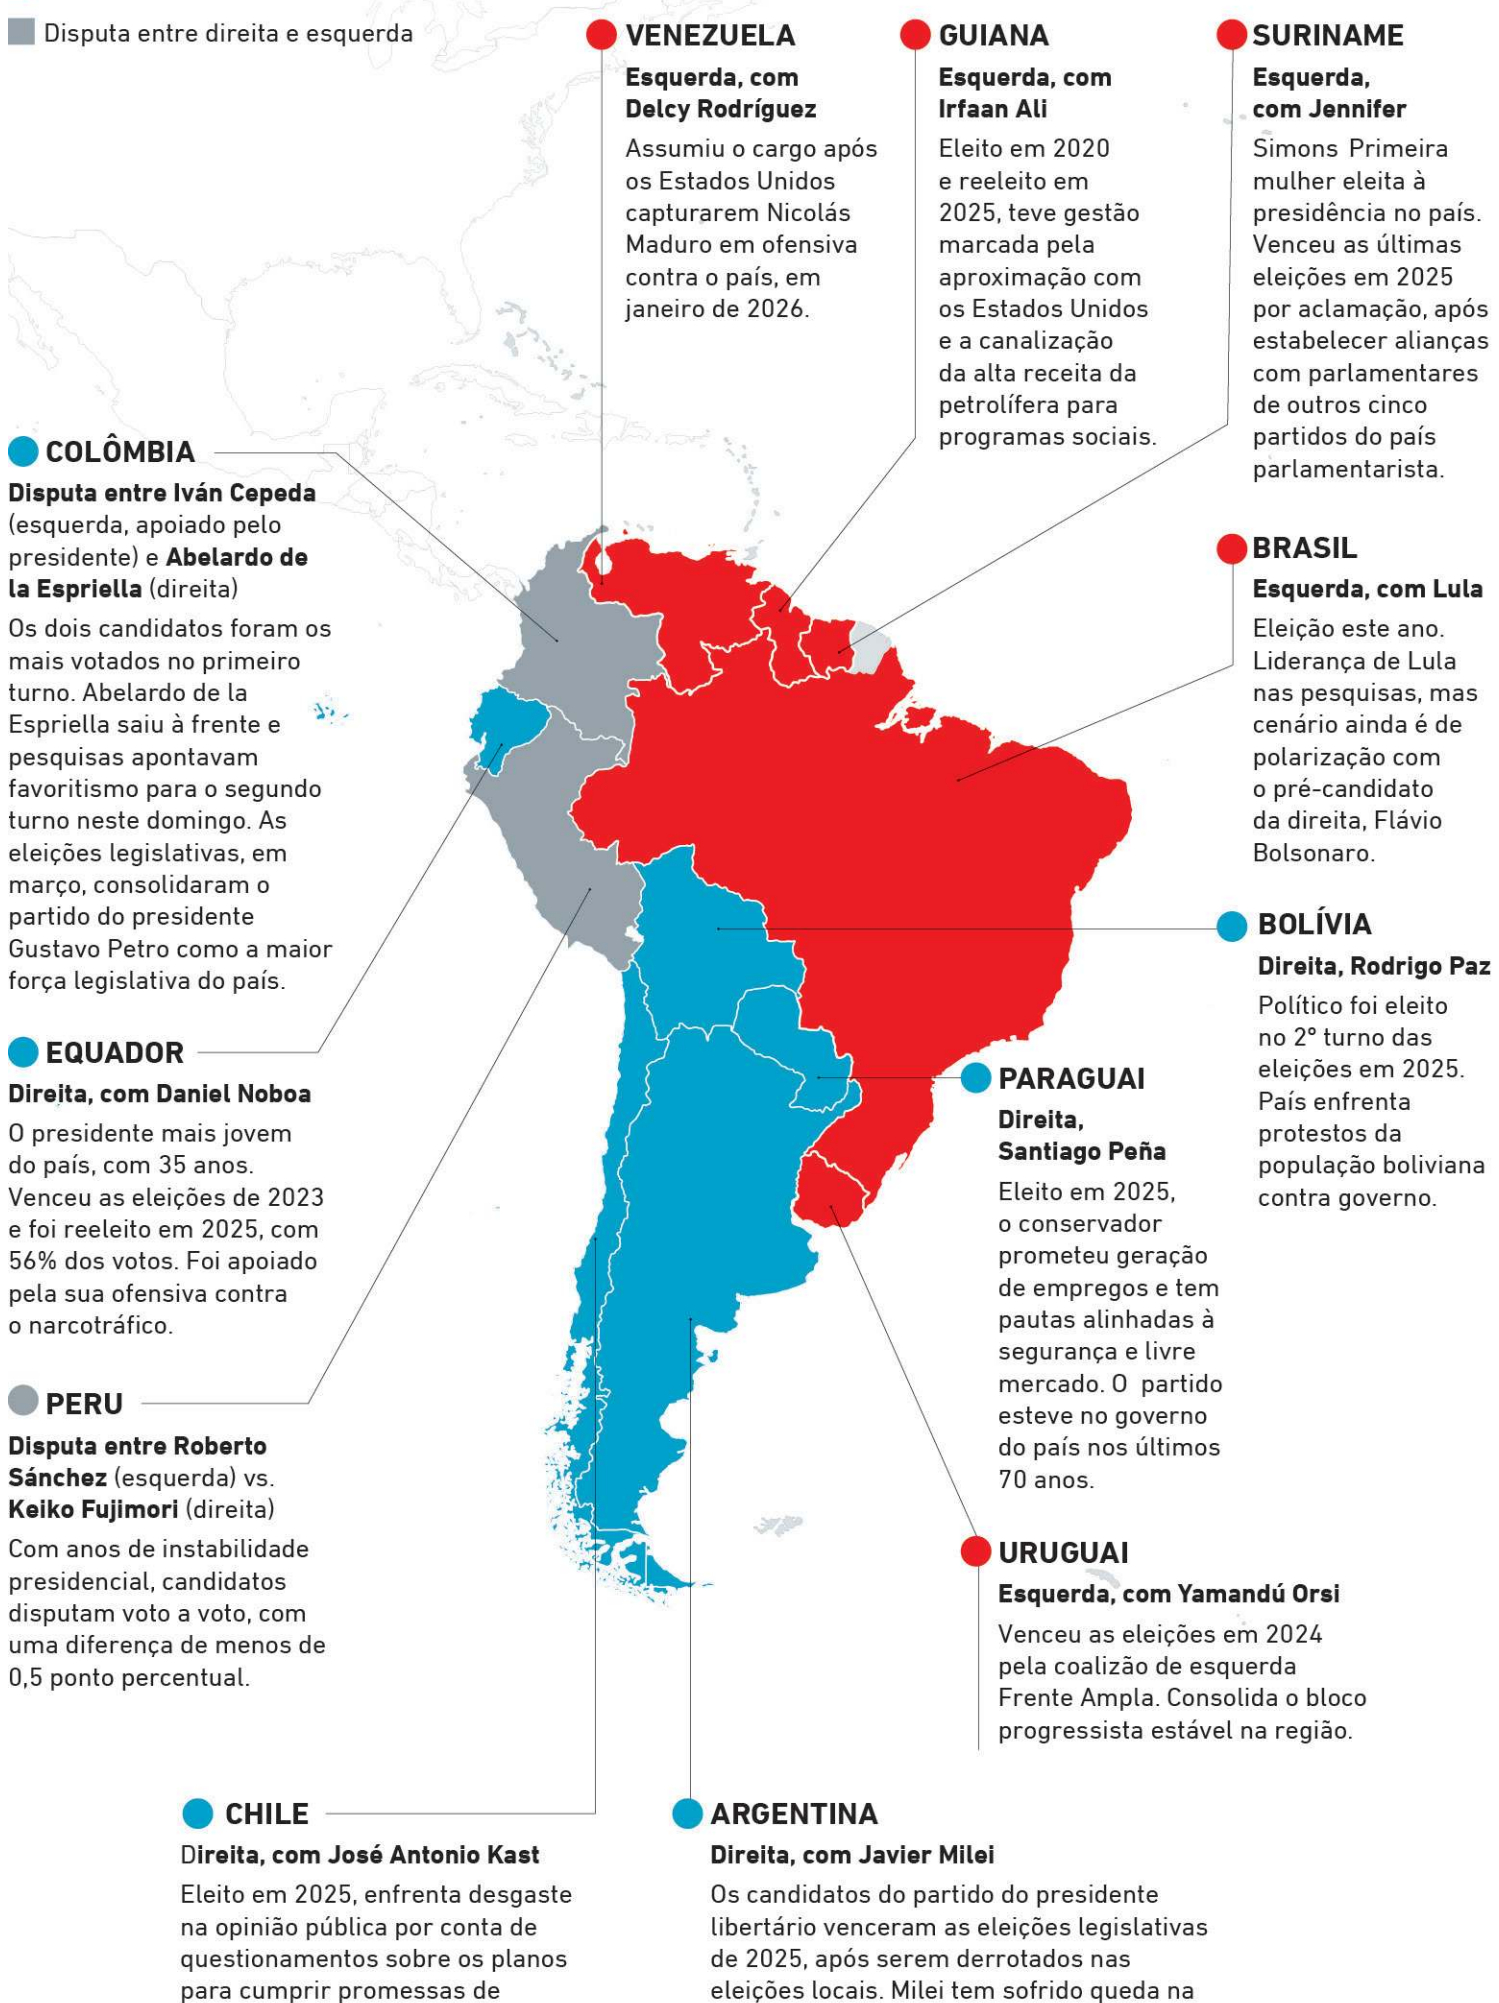 Disputa entre direita e esquerda
VENEZUELA
Esquerda, com
Delcy Rodríguez
Assumiu o cargo após
os Estados Unidos
capturarem Nicolás
Maduro em ofensiva
contra o país, em
janeiro de 2026.
GUIANA
Esquerda, com
Irfaan Ali
Eleito em 2020
e reeleito em
2025, teve gestão
marcada pela
aproximação com
os Estados Unidos
e a canalização
da alta receita da
petrolífera para
programas sociais.
SURINAME
Esquerda,
com Jennifer
Simons Primeira
mulher eleita à
presidência no país.
Venceu as últimas
eleições em 2025
por aclamação, após
estabelecer alianças
com parlamentares
de outros cinco
partidos do país
parlamentarista.
COLÔMBIA
Disputa entre Iván Cepeda
(esquerda, apoiado pelo
presidente) e Abelardo de
la Espriella (direita)
Os dois candidatos foram os
mais votados no primeiro
turno. Abelardo de la
Espriella saiu à frente e
pesquisas apontavam
favoritismo para o segundo
turno neste domingo. As
eleições legislativas, em
março, consolidaram o
partido do presidente
Gustavo Petro como a maior
força legislativa do país.
BRASIL
Esquerda, com Lula
Eleição este ano.
Liderança de Lula
nas pesquisas, mas
cenário ainda é de
polarização com
o pré-candidato
da direita, Flávio
Bolsonaro.
BOLÍVIA
Direita, Rodrigo Paz
Político foi eleito
no 2º turno das
eleições em 2025.
País enfrenta
protestos da
população boliviana
contra governo.
EQUADOR
Direita, com Daniel Noboa
O presidente mais jovem
do país, com 35 anos.
Venceu as eleições de 2023
e foi reeleito em 2025, com
56% dos votos. Foi apoiado
pela sua ofensiva contra
o narcotráfico.
PARAGUAI
Direita,
Santiago Peña
Eleito em 2025,
o conservador
prometeu geração
de empregos e tem
pautas alinhadas à
segurança e livre
mercado. O partido
esteve no governo
do país nos últimos
70 anos.
PERU
Disputa entre Roberto
Sánchez (esquerda) vs.
Keiko Fujimori (direita)
Com anos de instabilidade
presidencial, candidatos
disputam voto a voto, com
uma diferença de menos de
0,5 ponto percentual.
URUGUAI
Esquerda, com Yamandú Orsi
Venceu as eleições em 2024
pela coalizão de esquerda
Frente Ampla. Consolida o bloco
progressista estável na região.
CHILE
Direita, com José Antonio Kast
Eleito em 2025, enfrenta desgaste
na opinião pública por conta de
questionamentos sobre os planos
para cumprir promessas de
ARGENTINA
Direita, com Javier Milei
Os candidatos do partido do presidente
libertário venceram as eleições legislativas
de 2025, após serem derrotados nas
eleições locais. Milei tem sofrido queda na